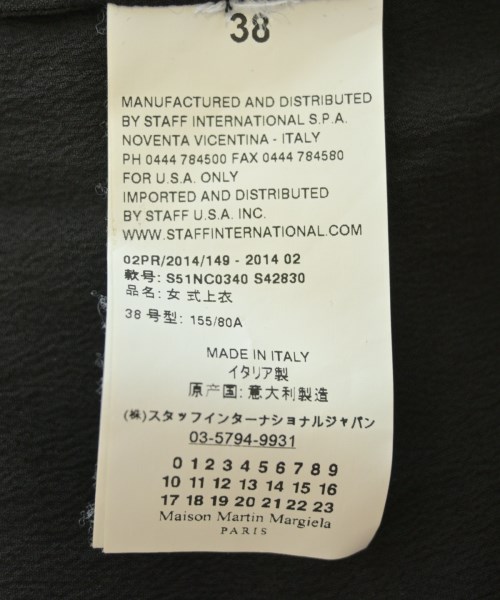 38
MANUFACTURED AND DISTRIBUTED
BY STAFF INTERNATIONAL S.P.A.
NOVENTA VICENTINA - ITALY
PH 0444 784500 FAX 0444 784580
FOR U.S.A. ONLY
IMPORTED AND DISTRIBUTED
BY STAFF U.S.A. INC.
WWW.STAFFINTERNATIONAL.COM
02PR/2014/149 - 2014 02
款号: S51NC0340 S42830
品名: 女 式上衣
38 号型: 155/80A
MADE IN ITALY
イタリア製
原产国: 意大利製造
(株)スタッフインターナショナルジャパン
03-5794-9931
0 1 2 3 4 5 6 7 8 9
10 11 12 13 14 15 16
17 18 19 20 21 22 23
Maison Martin Margiela
PARIS